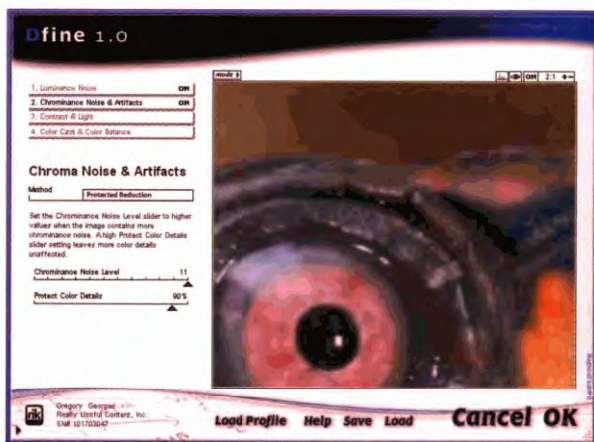 Dfine 1.0
1. Luminance Noise ON
2. Chrominance Noise & Artifacts ON
3. Contrast & Light
4. Color Cast & Color Balance
mode 3
ON 2:1
Chroma Noise & Artifacts
Method Protected Reduction
Set the Chrominance Noise Level slider to higher
values when the image contains more
chrominance noise. A high Protect Color Details
slider setting leaves more color details
unaffected.
Chrominance Noise Level 11
Protect Color Details 90%
nik
Gregory Georges
Really Useful Content, Inc.
SN# 101703047
Load Profile Help Save Load Cancel OK